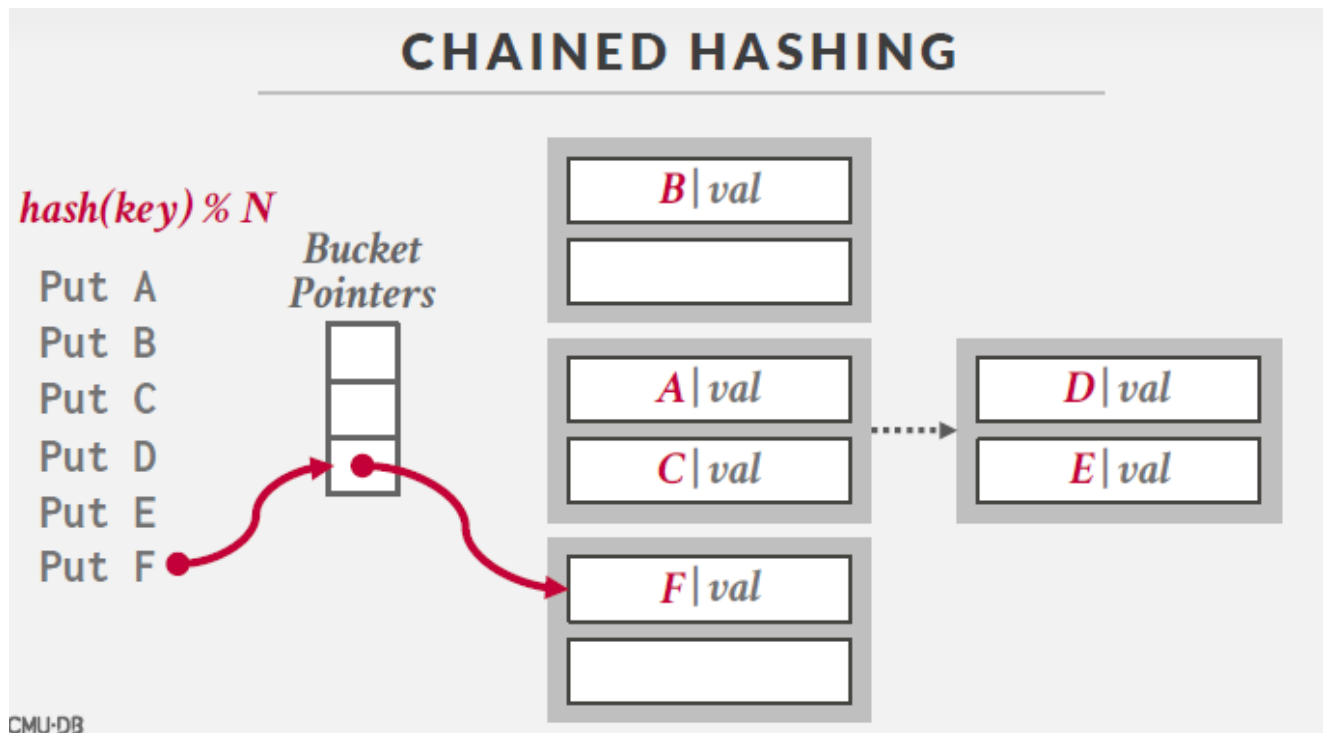 CHAINED HASHING
hash(key) % N
Put A
Put B
Put C
Put D
Put E
Put F
Bucket
Pointers
B|val
A|val
C|val
D|val
E|val
F|val
CMU·DB